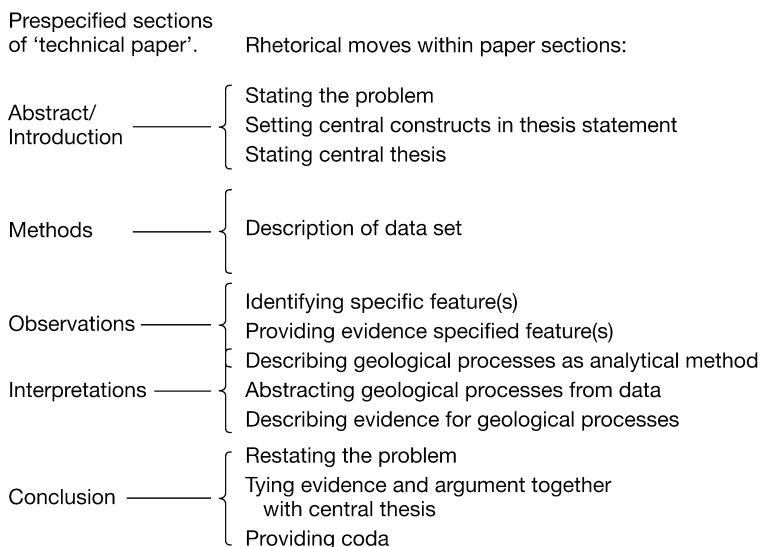 Prespecified sections
of ‘technical paper’.
Rhetorical moves within paper sections:
Abstract/
Introduction
Stating the problem
Setting central constructs in thesis statement
Stating central thesis
Methods
Description of data set
Observations
Identifying specific feature(s)
Providing evidence specified feature(s)
Describing geological processes as analytical method
Interpretations
Abstracting geological processes from data
Describing evidence for geological processes
Conclusion
Restating the problem
Tying evidence and argument together
with central thesis
Providing coda